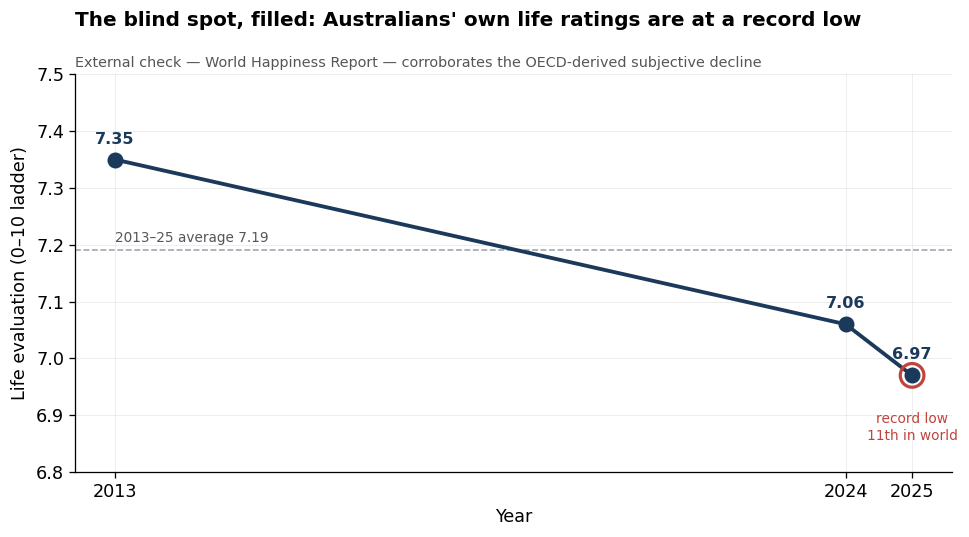 The blind spot, filled: Australians' own life ratings are at a record low
External check — World Happiness Report — corroborates the OECD-derived subjective decline
7.5
7.4
7.3
7.2
7.1
7.0
6.9
6.8
Life evaluation (0–10 ladder)
7.35
2013–25 average 7.19
7.06
6.97
record low
11th in world
2013
2024
2025
Year